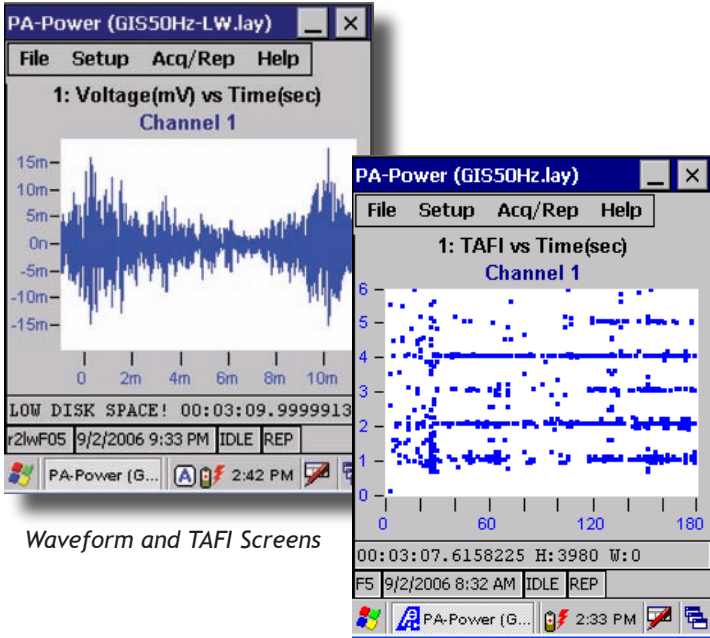 PA-Power (GIS50Hz-LW.lay)
File Setup Acq/Rep Help
1: Voltage(mV) vs Time(sec)
Channel 1
15m
10m
5m
0n
-5m
-10m
-15m
0 2m 4m 6m 8m 10m
LOW DISK SPACE! 00:03:09.9999913
r2lwF05 9/2/2006 9:33 PM IDLE REP
PA-Power (G... A 2:42 PM
Waveform and TAFI Screens
PA-Power (GIS50Hz.lay)
File Setup Acq/Rep Help
1: TAFI vs Time(sec)
Channel 1
6
5
4
3
2
1
0
0 60 120 180
00:03:07.6158225 H:3980 W:0
F5 9/2/2006 8:32 AM IDLE REP
PA-Power (G... 2:33 PM